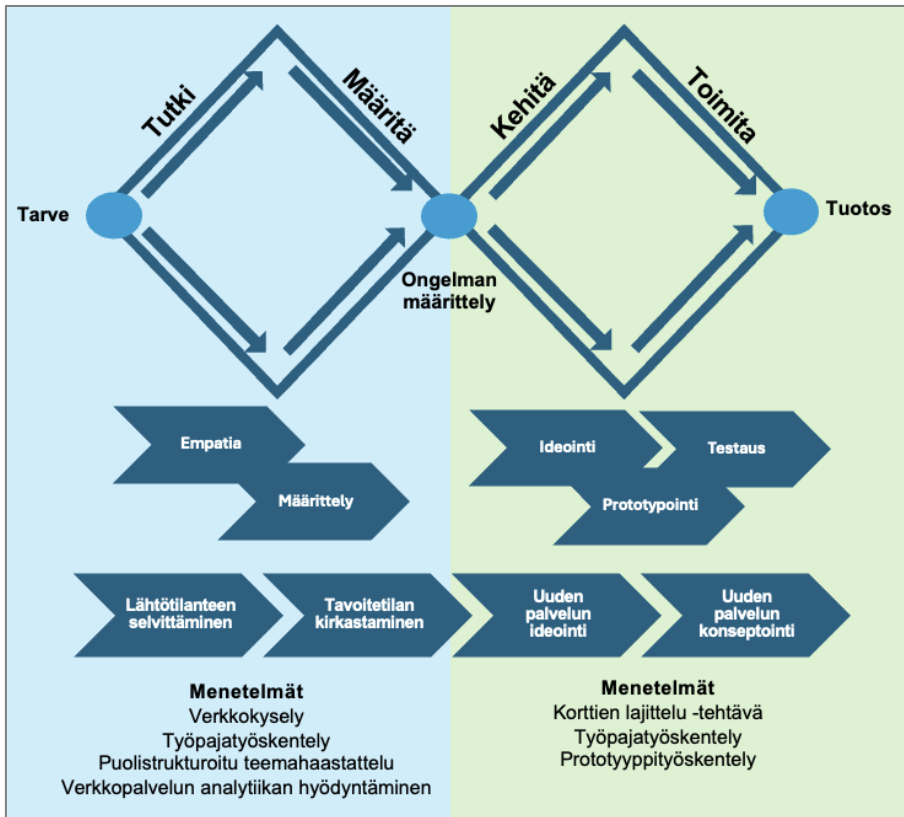 Tutki
Määritä
Kehitä
Toimita
Tarve
Tuotos
Ongelman
määrittely
Empatia
Määrittely
Ideointi
Testaus
Prototypointi
Lähtötilanteen
selvittäminen
Tavoitetilan
kirkastaminen
Uuden
palvelun
ideointi
Uuden
palvelun
konseptointi
Menetelmät
Verkkokysely
Työpajatyöskentely
Puolistrukturoitu teemahaastattelu
Verkkopalvelun analytiikan hyödyntäminen
Menetelmät
Korttien lajittelu -tehtävä
Työpajatyöskentely
Prototyyppityöskentely